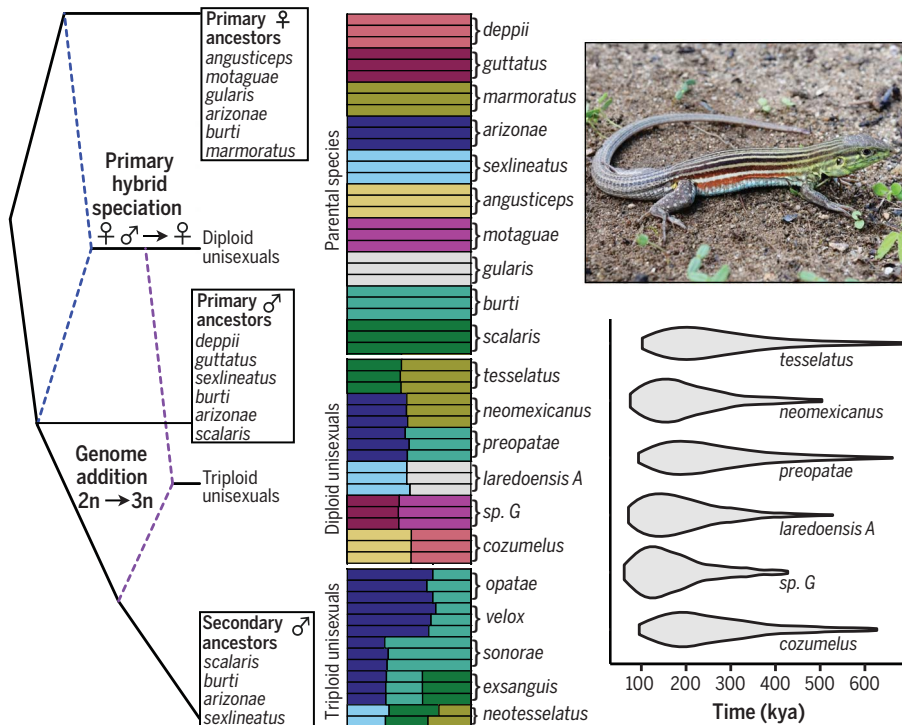 Primary ♀
ancestors
angusticeps
motaguae
gularis
arizonae
burti
marmoratus
Primary
hybrid
speciation
♀ ♂ → ♀
Diploid
unisexuals
Primary ♂
ancestors
deppii
guttatus
sexlineatus
burti
arizonae
scalaris
Genome
addition
2n → 3n
Triploid
unisexuals
Secondary ♂
ancestors
scalaris
burti
arizonae
sexlineatus
Parental species
deppii
guttatus
marmoratus
arizonae
sexlineatus
angusticeps
motaguae
gularis
burti
scalaris
Diploid unisexuals
tesselatus
neomexicanus
preopatae
laredoensis A
sp. G
cozumelus
Triploid unisexuals
opatae
velox
sonorae
exsanguis
neotesselatus
tesselatus
neomexicanus
preopatae
laredoensis A
sp. G
cozumelus
100 200 300 400 500 600
Time (kya)